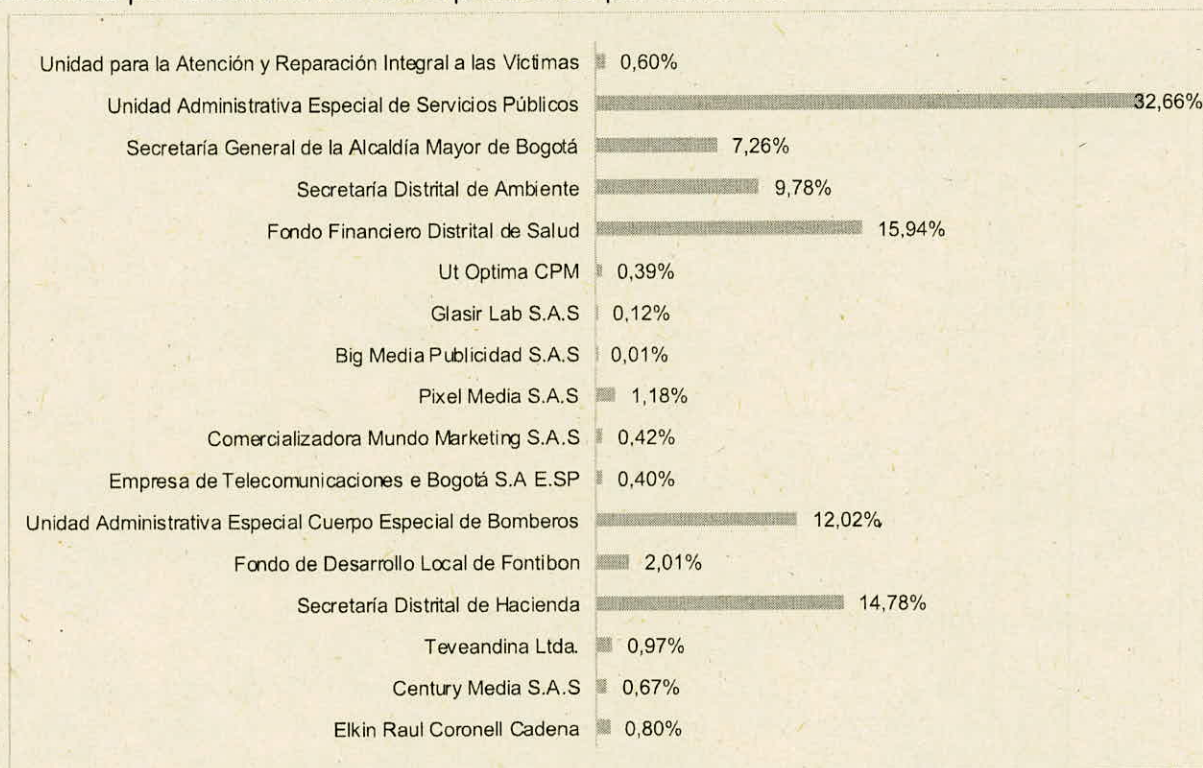 Unidad para la Atención y Reparación Integral a las Victimas 0,60%
Unidad Administrativa Especial de Servicios Públicos 32,66%
Secretaría General de la Alcaldía Mayor de Bogotá 7,26%
Secretaría Distrital de Ambiente 9,78%
Fondo Financiero Distrital de Salud 15,94%
Ut Optima CPM 0,39%
Glasir Lab S.A.S 0,12%
Big Media Publicidad S.A.S 0,01%
Pixel Media S.A.S 1,18%
Comercializadora Mundo Marketing S.A.S 0,42%
Empresa de Telecomunicaciones e Bogotá S.A E.SP 0,40%
Unidad Administrativa Especial Cuerpo Especial de Bomberos 12,02%
Fondo de Desarrollo Local de Fontibon 2,01%
Secretaría Distrital de Hacienda 14,78%
Teveandina Ltda. 0,97%
Century Media S.A.S 0,67%
Elkin Raul Coronell Cadena 0,80%